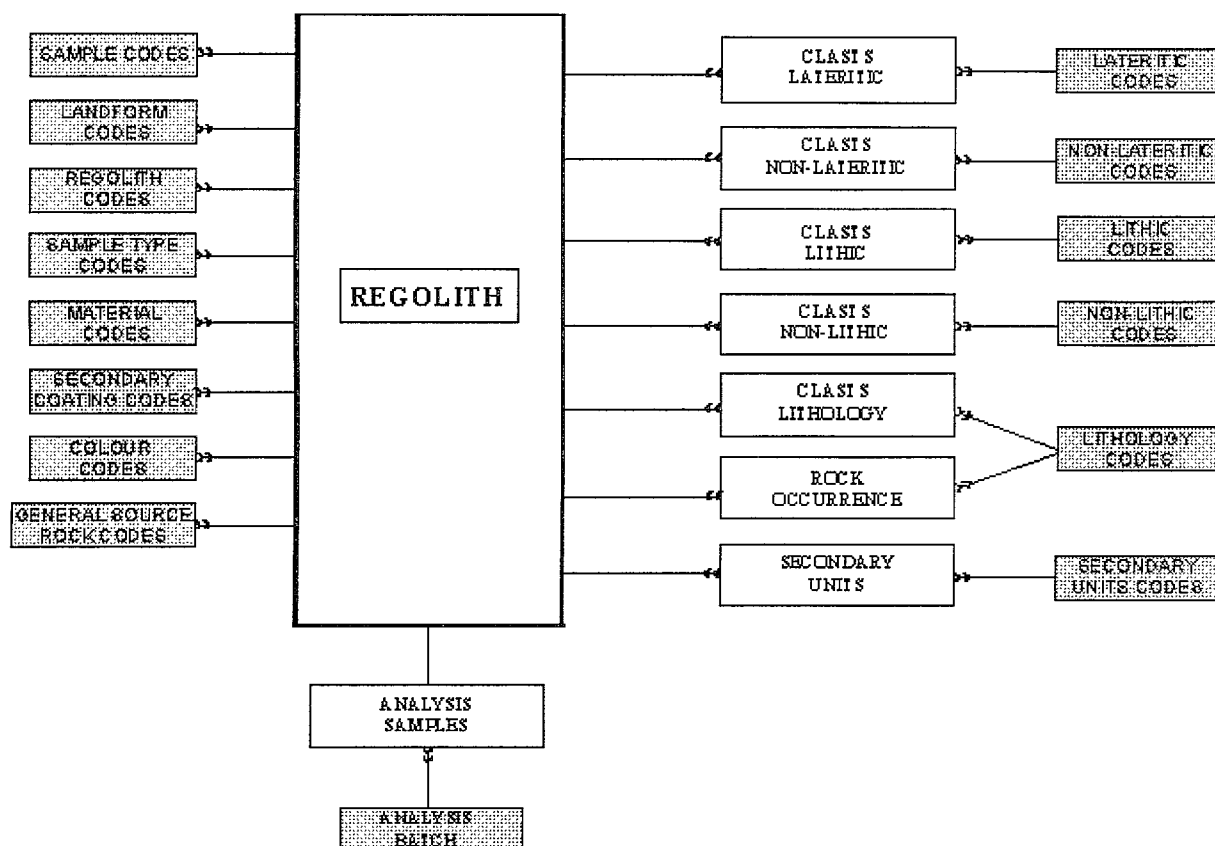 SAMPLE CODES
LANDFORM
CODES
REGOLITH
CODES
SAMPLE TYPE
CODES
MATERIAL
CODES
SECONDARY
COATING CODES
COLOUR
CODES
GENERAL SOURCE
ROCK CODES
REGOLITH
ANALYSIS
SAMPLES
ANALYSIS
BATCH
CLASTS
LATERITIC
CLASTS
NON-LATERITIC
CLASTS
LITHIC
CLASTS
NON-LITHIC
CLASTS
LITHOLOGY
ROCK
OCCURRENCE
SECONDARY
UNITS
LATERITIC
CODES
NON-LATERITIC
CODES
LITHIC
CODES
NON-LITHIC
CODES
LITHOLOGY
CODES
SECONDARY
UNITS CODES